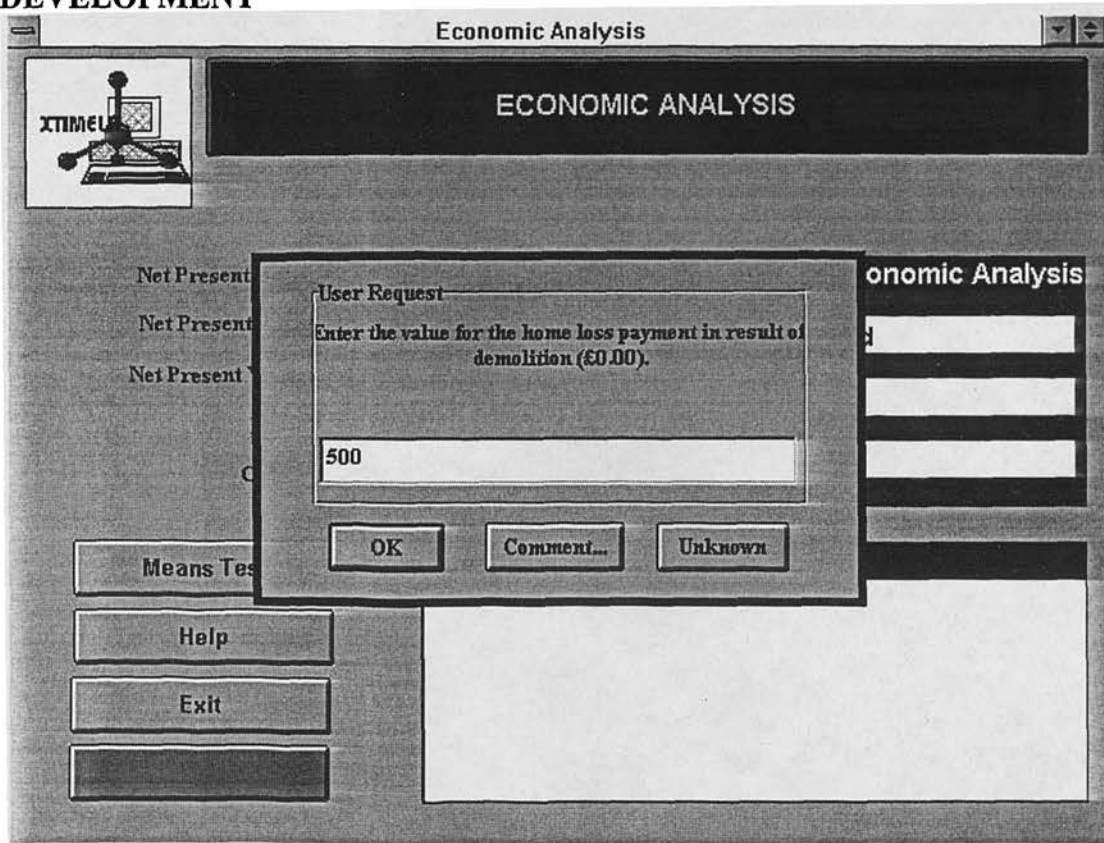 DEVELOPMENT
Economic Analysis
XTIMEL
ECONOMIC ANALYSIS
Net Present
onomic Analysis
Net Present
d
Net Present
User Request
Enter the value for the home loss payment in result of
demolition (£0.00).
500
OK
Comment...
Unknown
Means Tes
Help
Exit